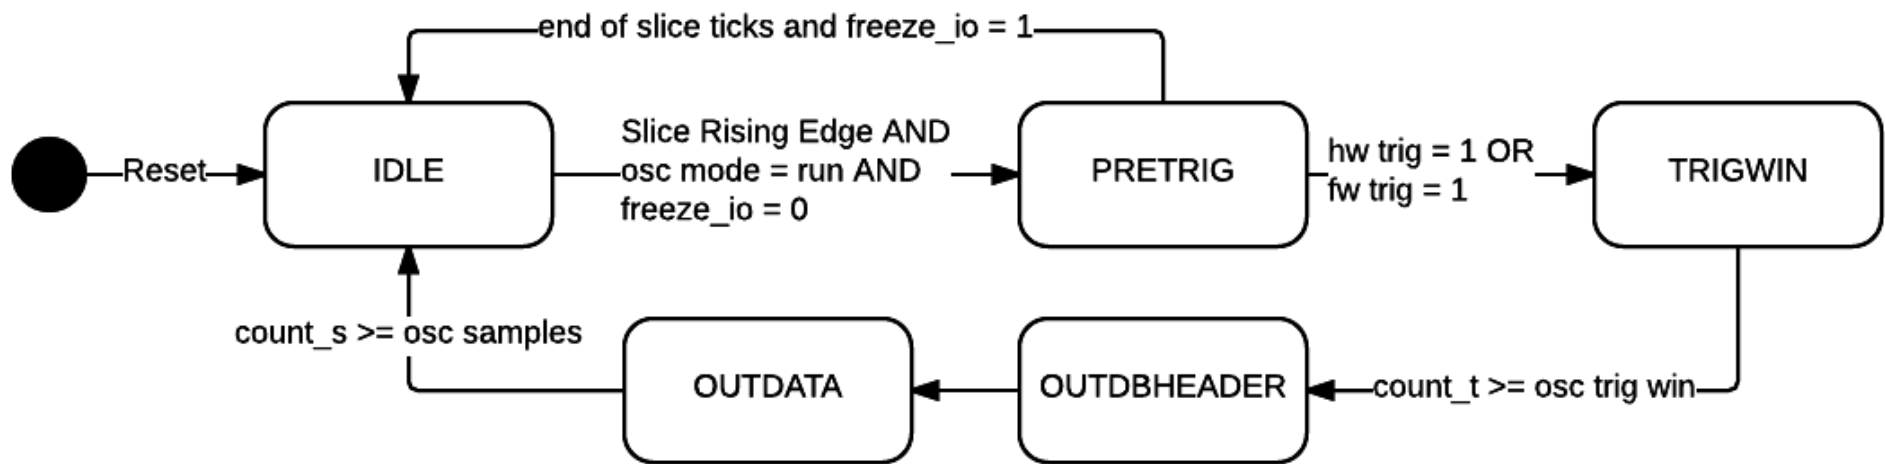 end of slice ticks and freeze_io = 1
Reset
IDLE
Slice Rising Edge AND
osc mode = run AND
freeze_io = 0
PRETRIG
hw trig = 1 OR
fw trig = 1
TRIGWIN
count_s >= osc samples
OUTDATA
OUTDBHEADER
count_t >= osc trig win